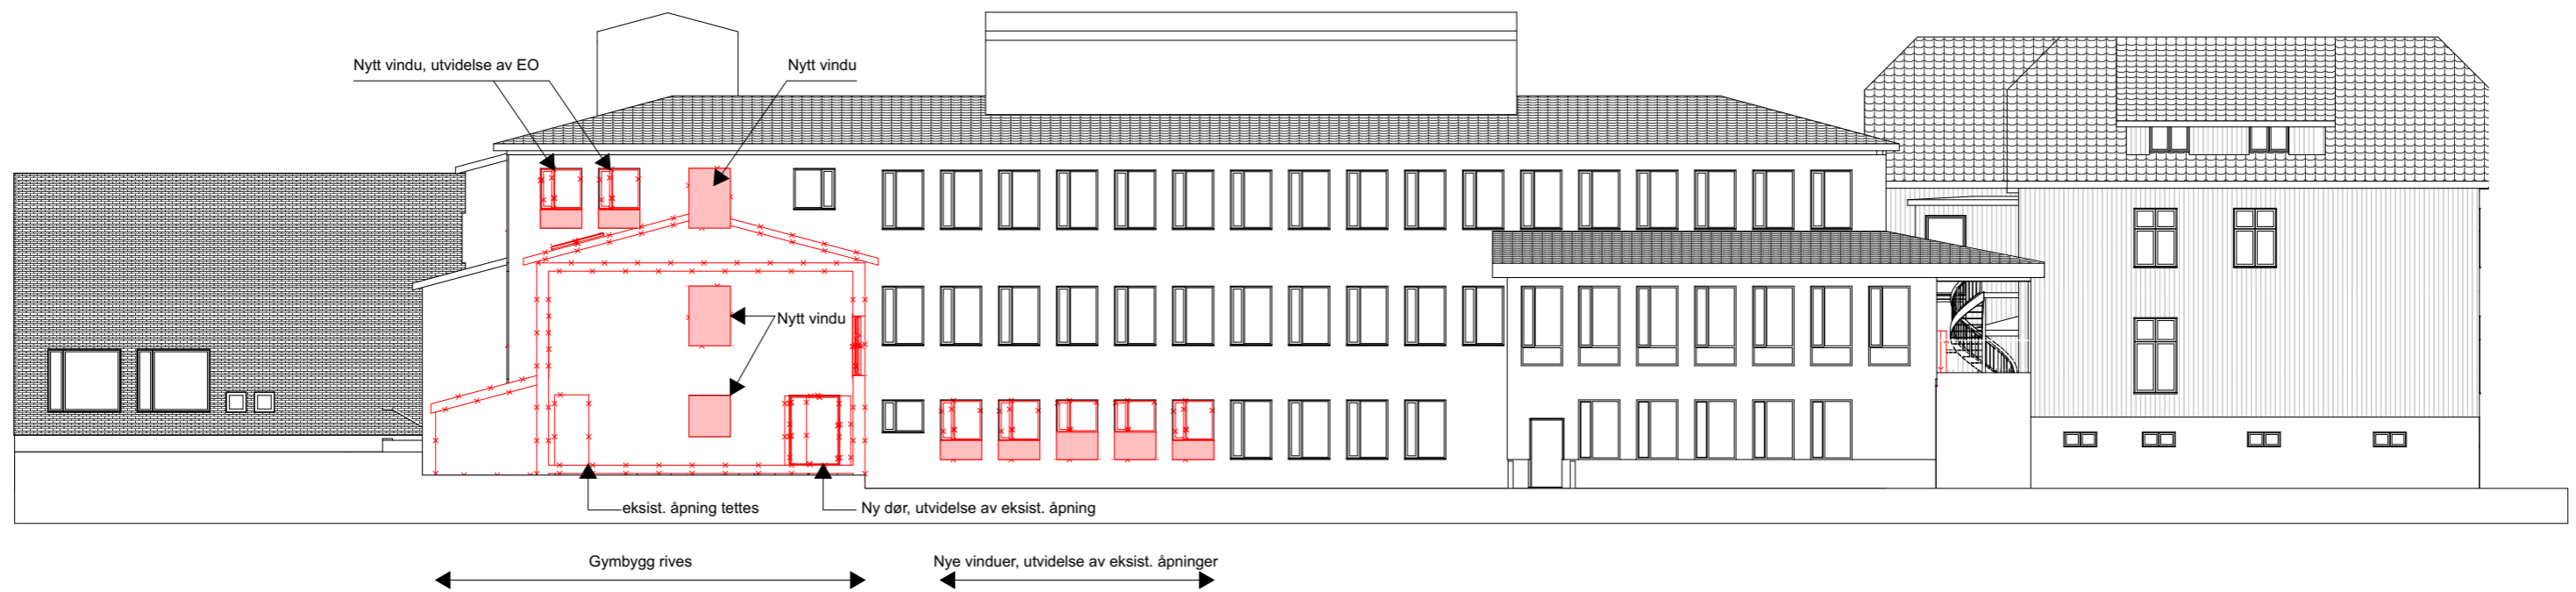 Nytt vindu, utvidelse av EO
Nytt vindu
Nytt vindu
eksist. åpning tettes
Ny dør, utvidelse av eksist. åpning
Gymbygg rives
Nye vinduer, utvidelse av eksist. åpninger